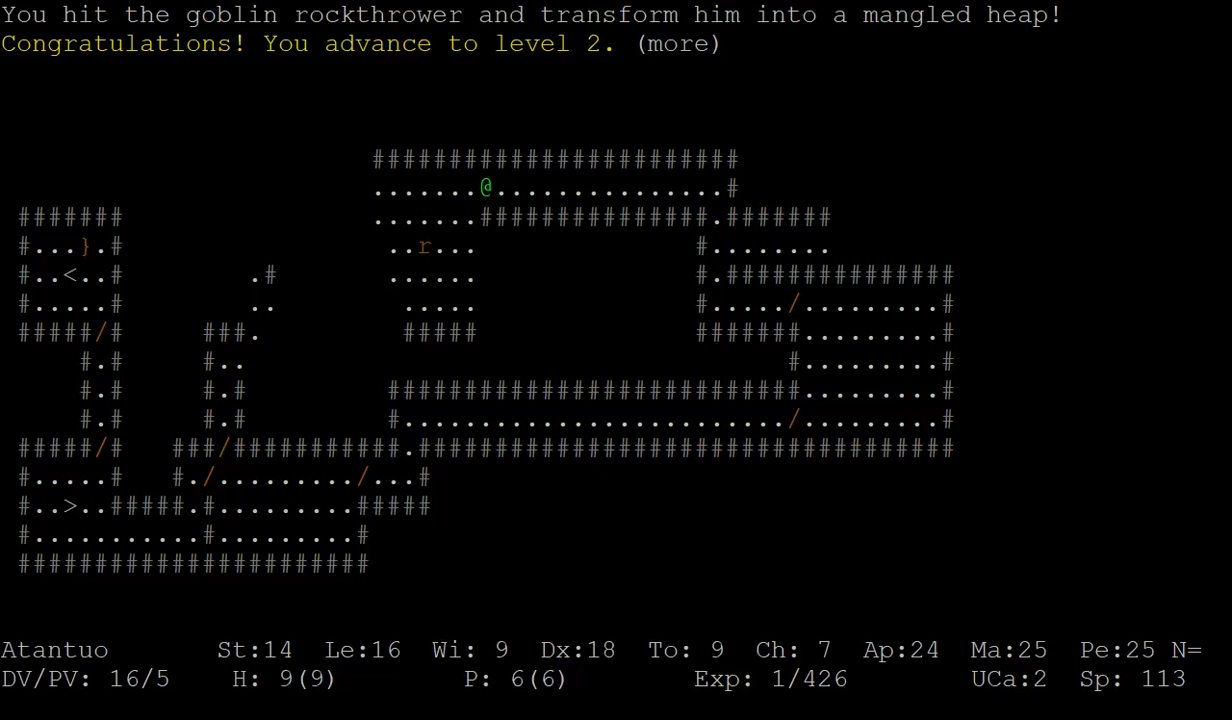 You hit the goblin rockthrower and transform him into a mangled heap!
Congratulations! You advance to level 2. (more)
########################
.......@...............#
####### .......###############.#######
#...}.# ..r... #........
#..<..# .# ...... #.###############
#.....# .. ..... #...../.........#
#####/# ###. ##### #######.........#
#.# #.. #.........#
#.# #.# ###########################.........#
#.# #.# #........................./.........#
#####/# ###/###########.###################################
#.....# #./........./...#
#..>..#####.#.........#####
#...........#.........#
#######################
Atantuo St:14 Le:16 Wi: 9 Dx:18 To: 9 Ch: 7 Ap:24 Ma:25 Pe:25 N=
DV/PV: 16/5 H: 9(9) P: 6(6) Exp: 1/426 UCa:2 Sp: 113